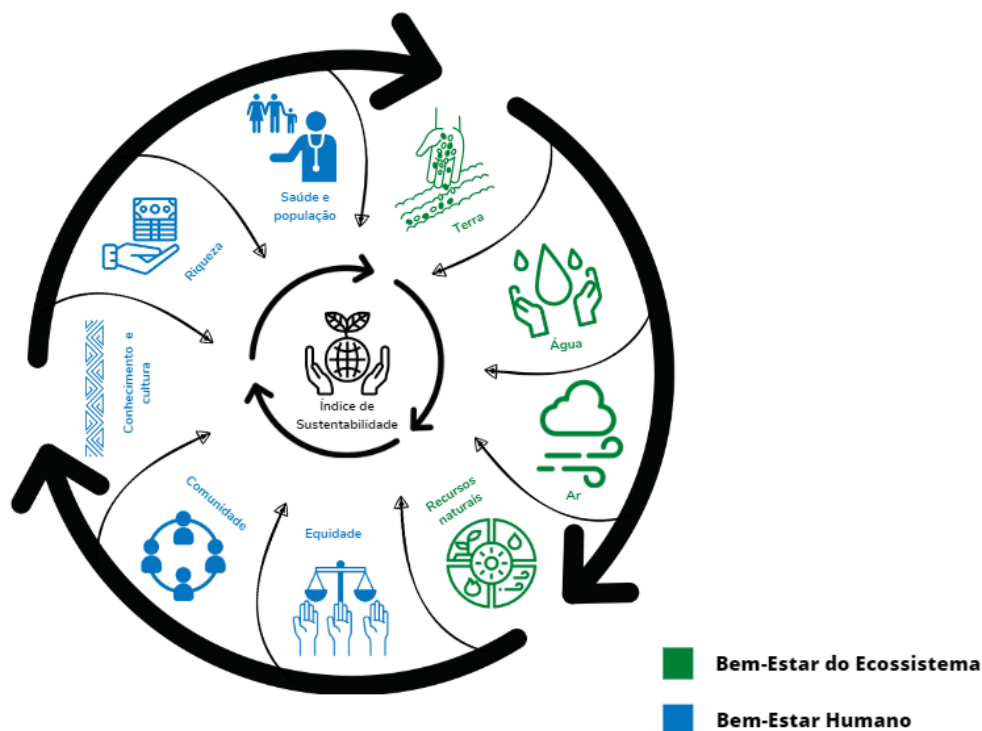 Saúde e
população
Terra
Água
Ar
Recursos
naturais
Equidade
Comunidade
Conhecimento e
cultura
Riqueza
Índice de
Sustentabilidade
Bem-Estar do Ecossistema
Bem-Estar Humano